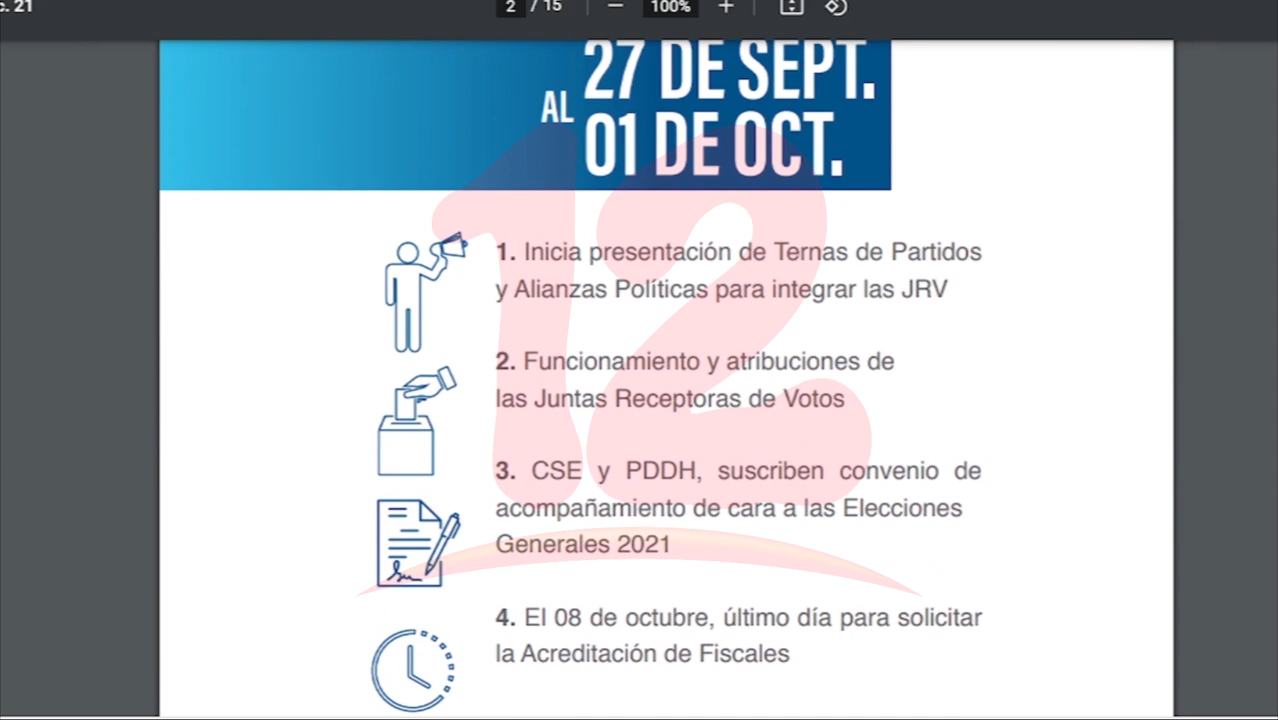 c. 21
2 / 15
100%
27 DE SEPT.
AL
01 DE OCT.
12
1. Inicia presentación de Ternas de Partidos
y Alianzas Políticas para integrar las JRV
2. Funcionamiento y atribuciones de
las Juntas Receptoras de Votos
3. CSE y PDDH, suscriben convenio de
acompañamiento de cara a las Elecciones
Generales 2021
4. El 08 de octubre, último día para solicitar
la Acreditación de Fiscales